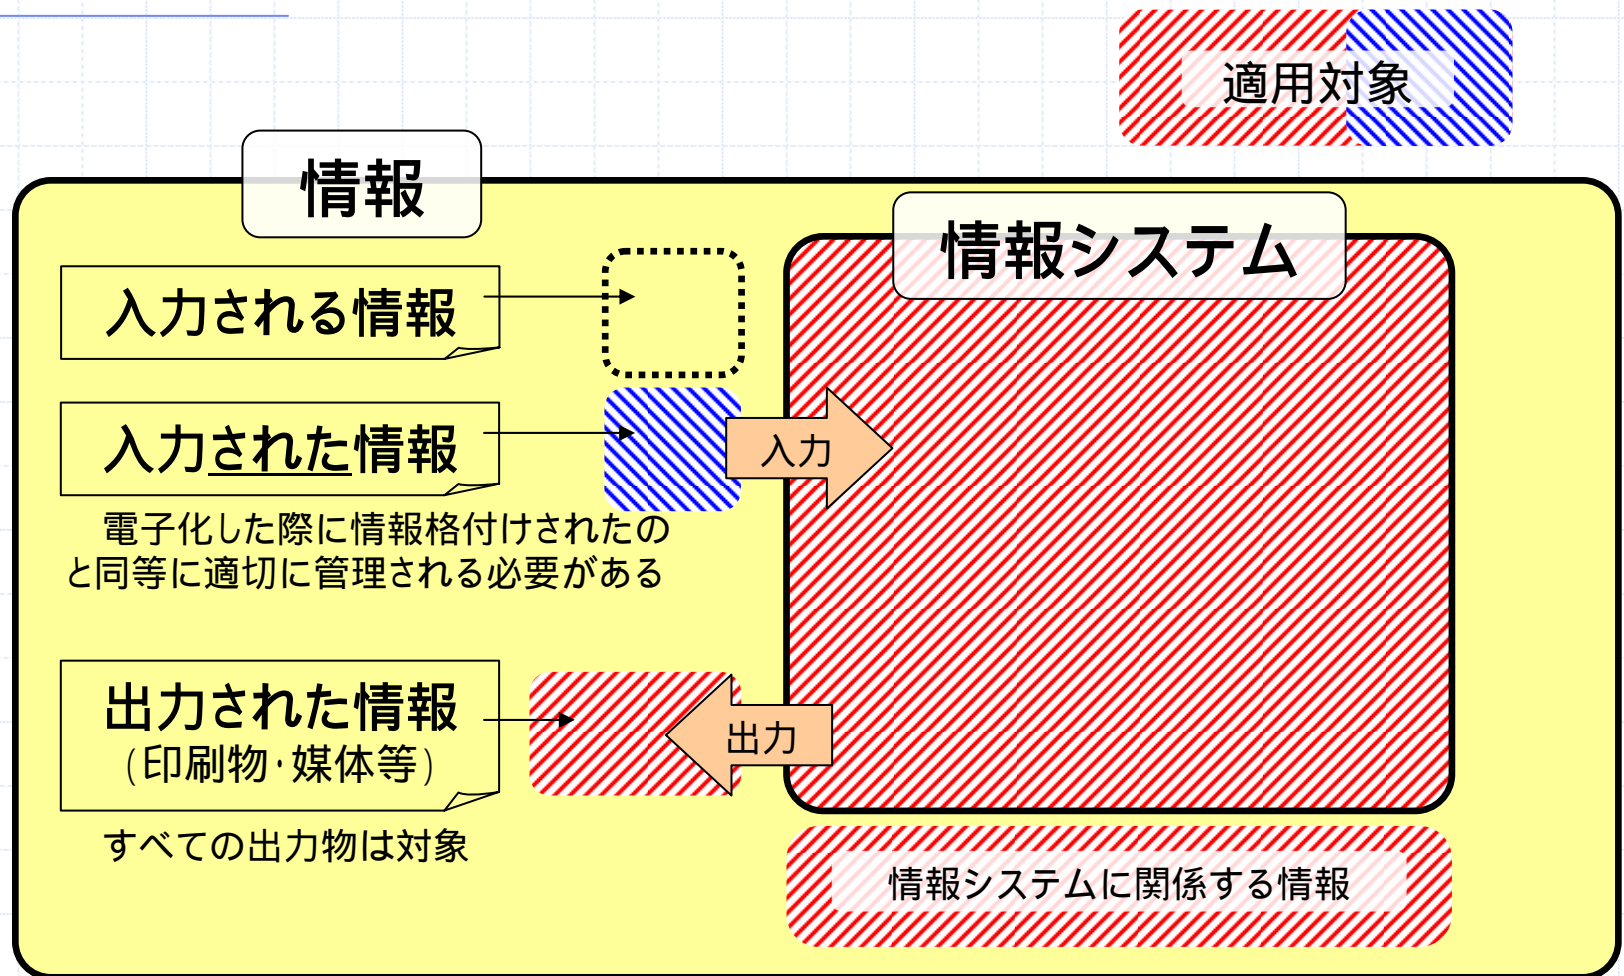 適用対象
情報
情報システム
入力される情報
入力された情報
入力
電子化した際に情報格付けされたの
と同等に適切に管理される必要がある
出力された情報
(印刷物・媒体等)
出力
すべての出力物は対象
情報システムに関係する情報